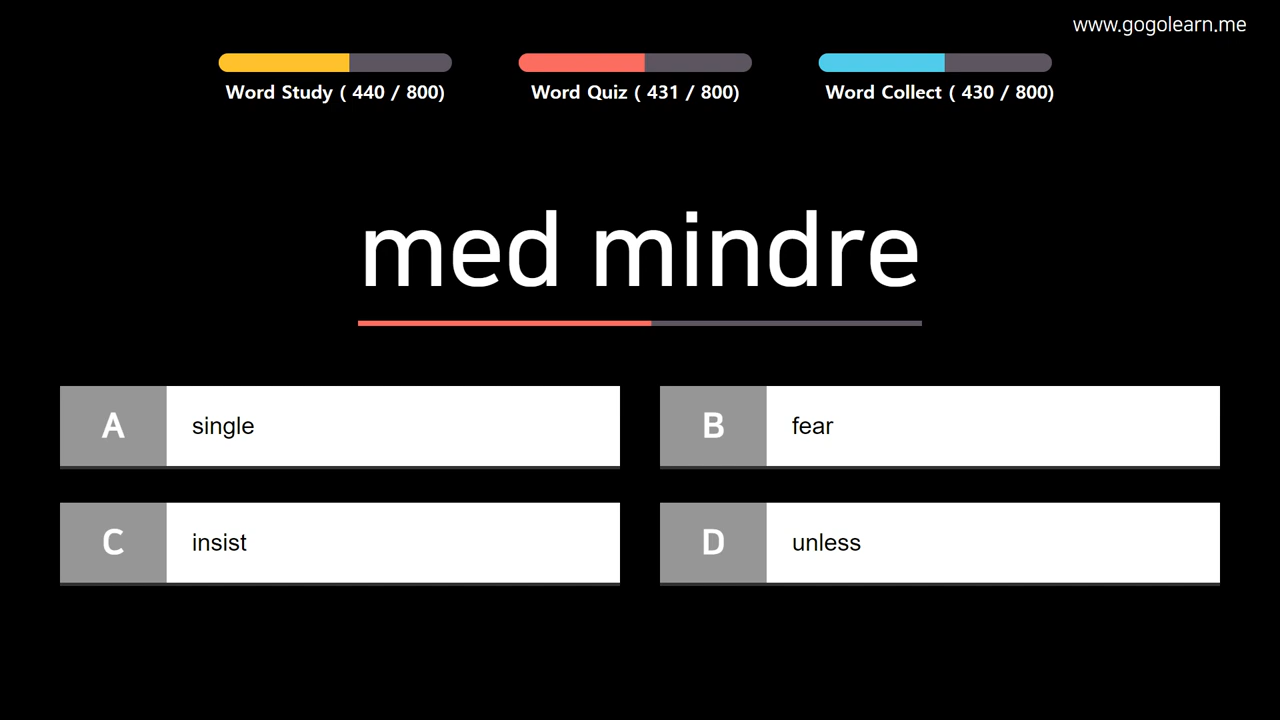 www.gogolearn.me
Word Study ( 440 / 800)
Word Quiz ( 431 / 800)
Word Collect ( 430 / 800)
med mindre
A single
B fear
C insist
D unless